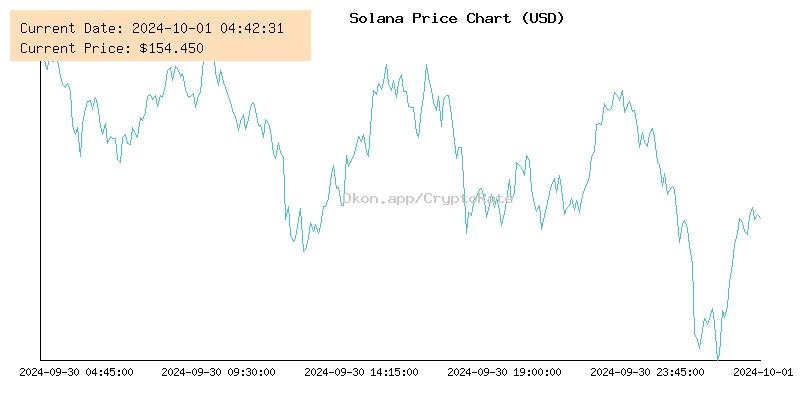 Solana Price Chart (USD)
Current Date: 2024-10-01 04:42:31
Current Price: $154.450
Okon.app/CryptoRate
2024-09-30 04:45:00
2024-09-30 09:30:00
2024-09-30 14:15:00
2024-09-30 19:00:00
2024-09-30 23:45:00
2024-10-01